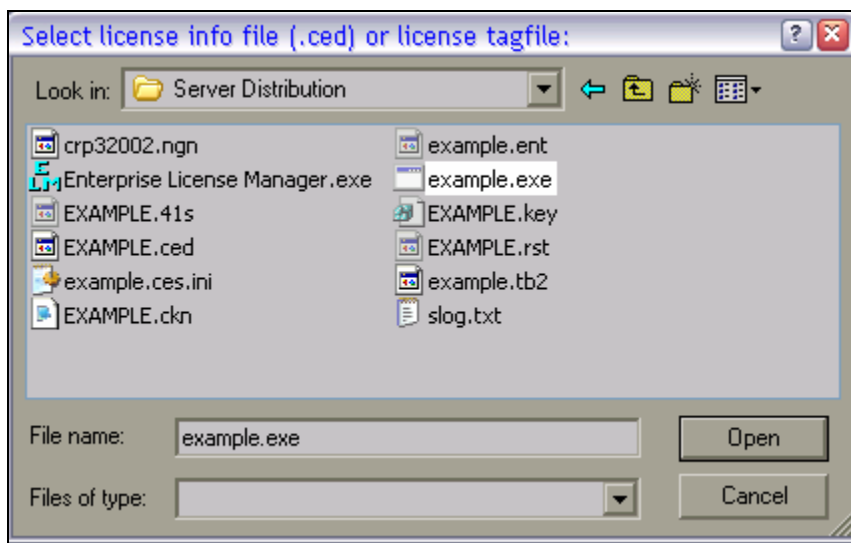 Select license info file (.ced) or license tagfile:
Look in: Server Distribution
crp32002.ngn
Enterprise License Manager.exe
EXAMPLE.41s
EXAMPLE.ced
example.ces.ini
EXAMPLE.ckn
example.ent
example.exe
EXAMPLE.key
EXAMPLE.rst
example.tb2
slog.txt
File name: example.exe
Open
Files of type:
Cancel